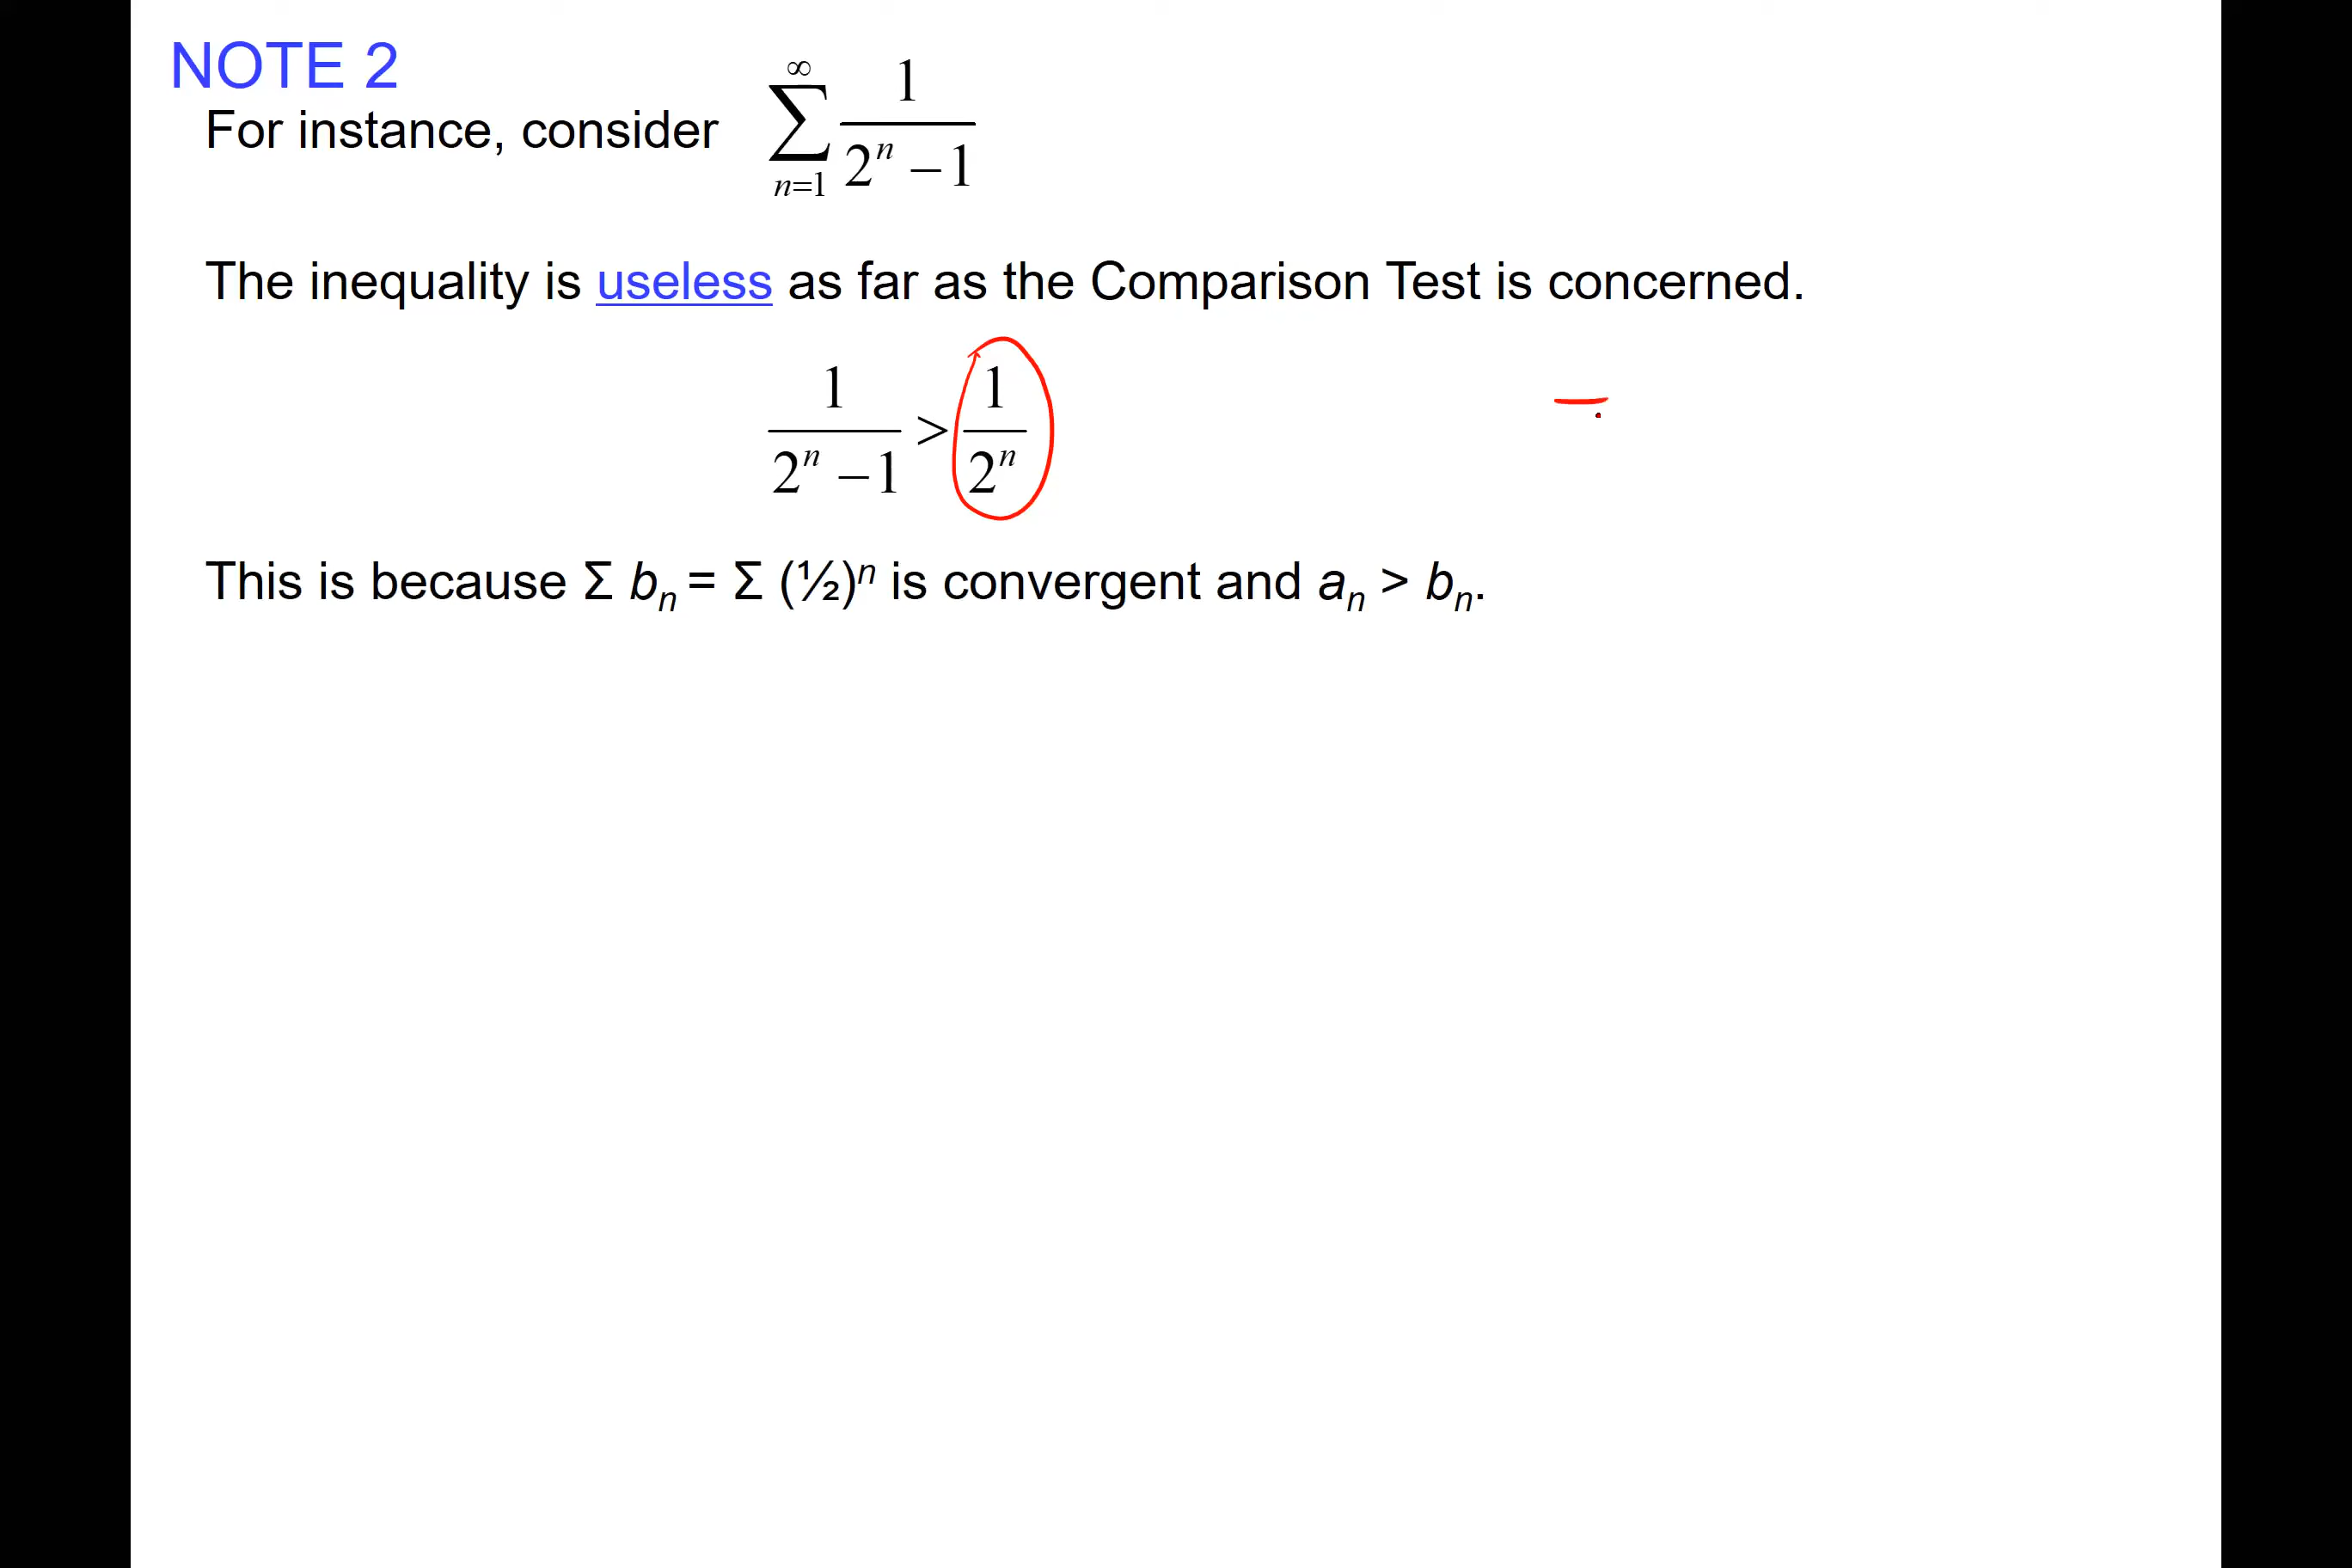 NOTE 2
For instance, consider ∑_{n=1}^{∞} 1/(2^n − 1)
The inequality is useless as far as the Comparison Test is concerned.
1/(2^n − 1) > 1/2^n
This is because Σ b_n = Σ (½)^n is convergent and a_n > b_n.